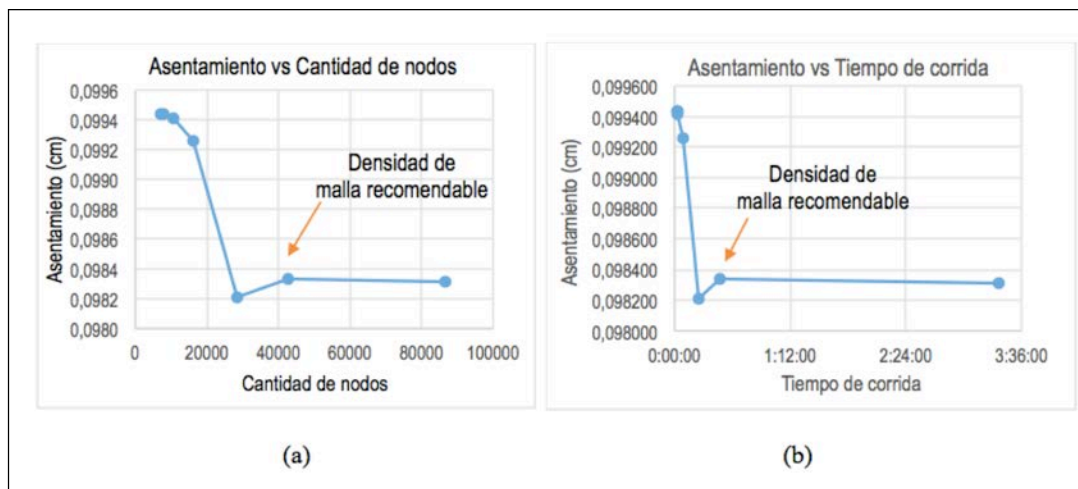 Asentamiento vs Cantidad de nodos
0,0996
0,0994
0,0992
0,0990
0,0988
0,0986
0,0984
0,0982
0,0980
Asentamiento (cm)
Densidad de
malla recomendable
0
20000
40000
60000
80000
100000
Cantidad de nodos
(a)
Asentamiento vs Tiempo de corrida
0,099600
0,099400
0,099200
0,099000
0,098800
0,098600
0,098400
0,098200
0,098000
Asentamiento (cm)
Densidad de
malla recomendable
0:00:00
1:12:00
2:24:00
3:36:00
Tiempo de corrida
(b)